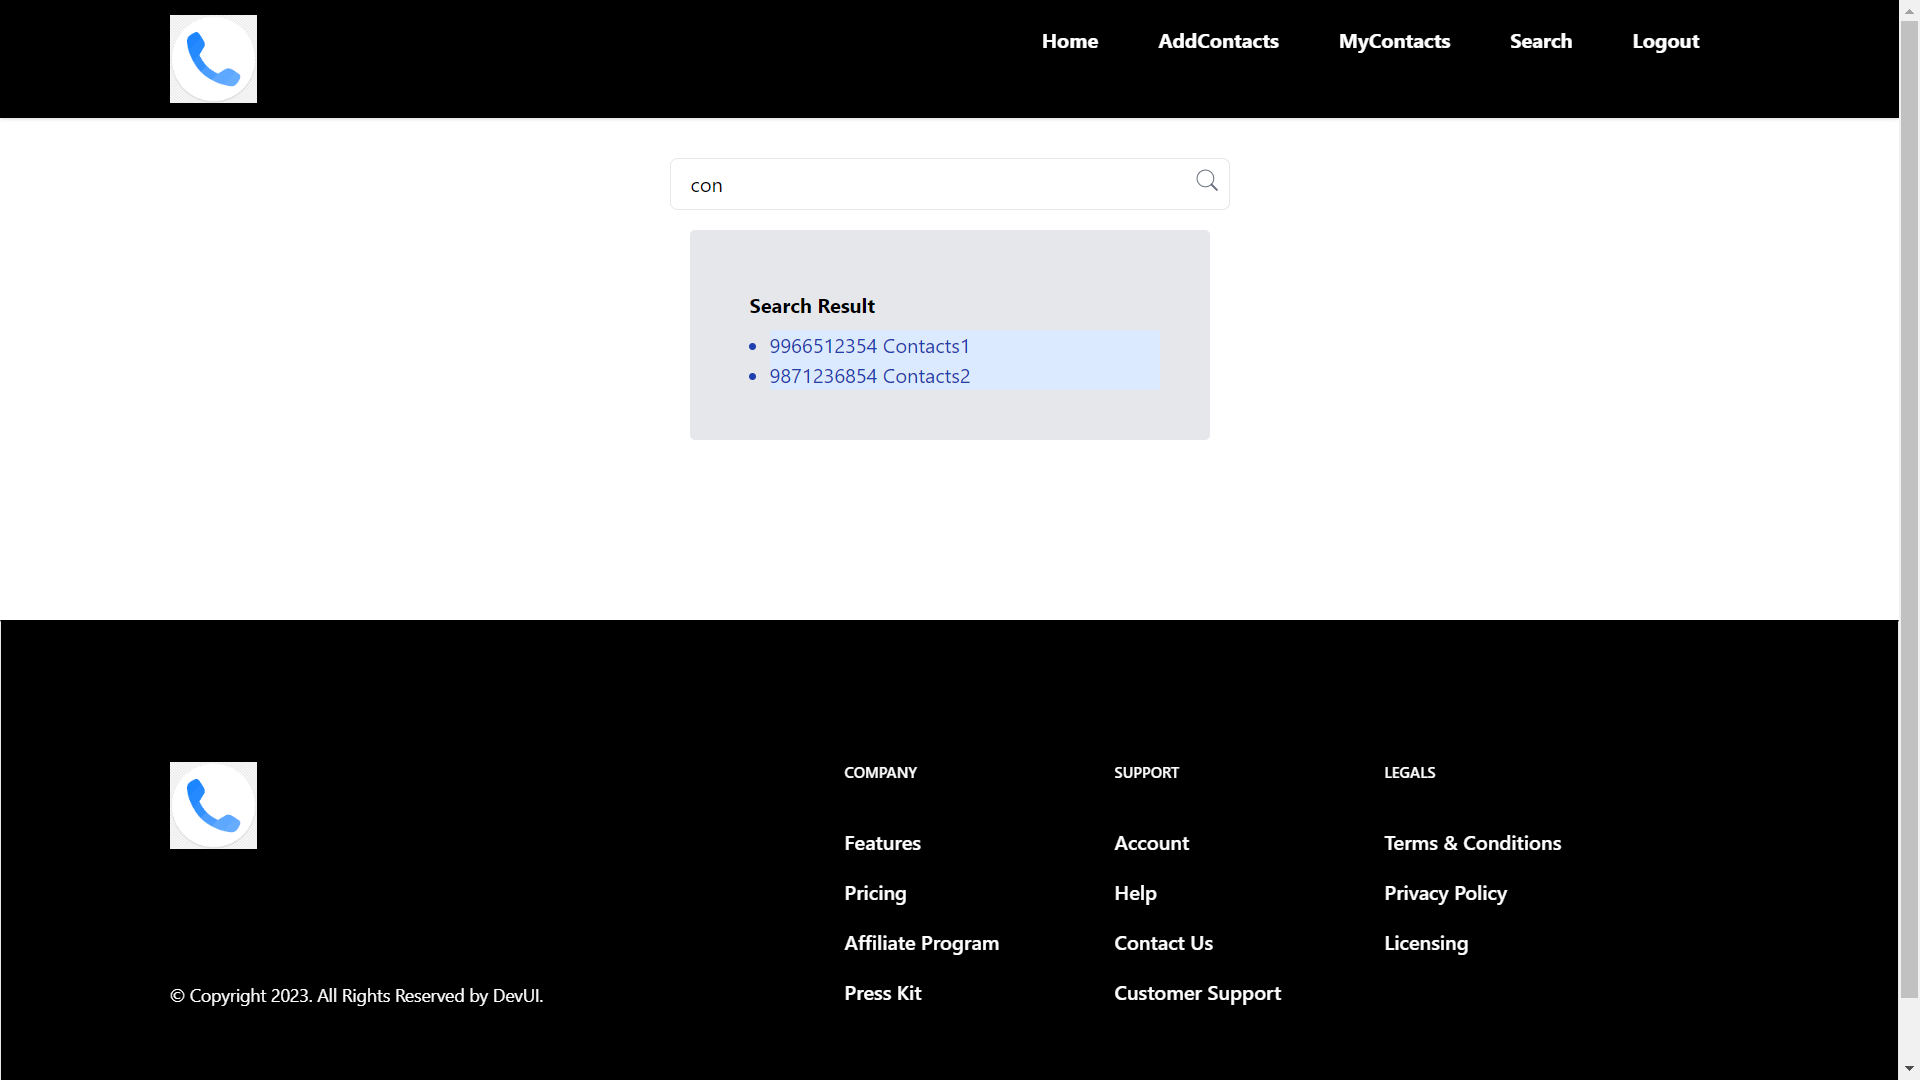 Home AddContacts MyContacts Search Logout
con
Search Result
9966512354 Contacts1
9871236854 Contacts2
COMPANY
Features
Pricing
Affiliate Program
Press Kit
SUPPORT
Account
Help
Contact Us
Customer Support
LEGALS
Terms & Conditions
Privacy Policy
Licensing
© Copyright 2023. All Rights Reserved by DevUI.